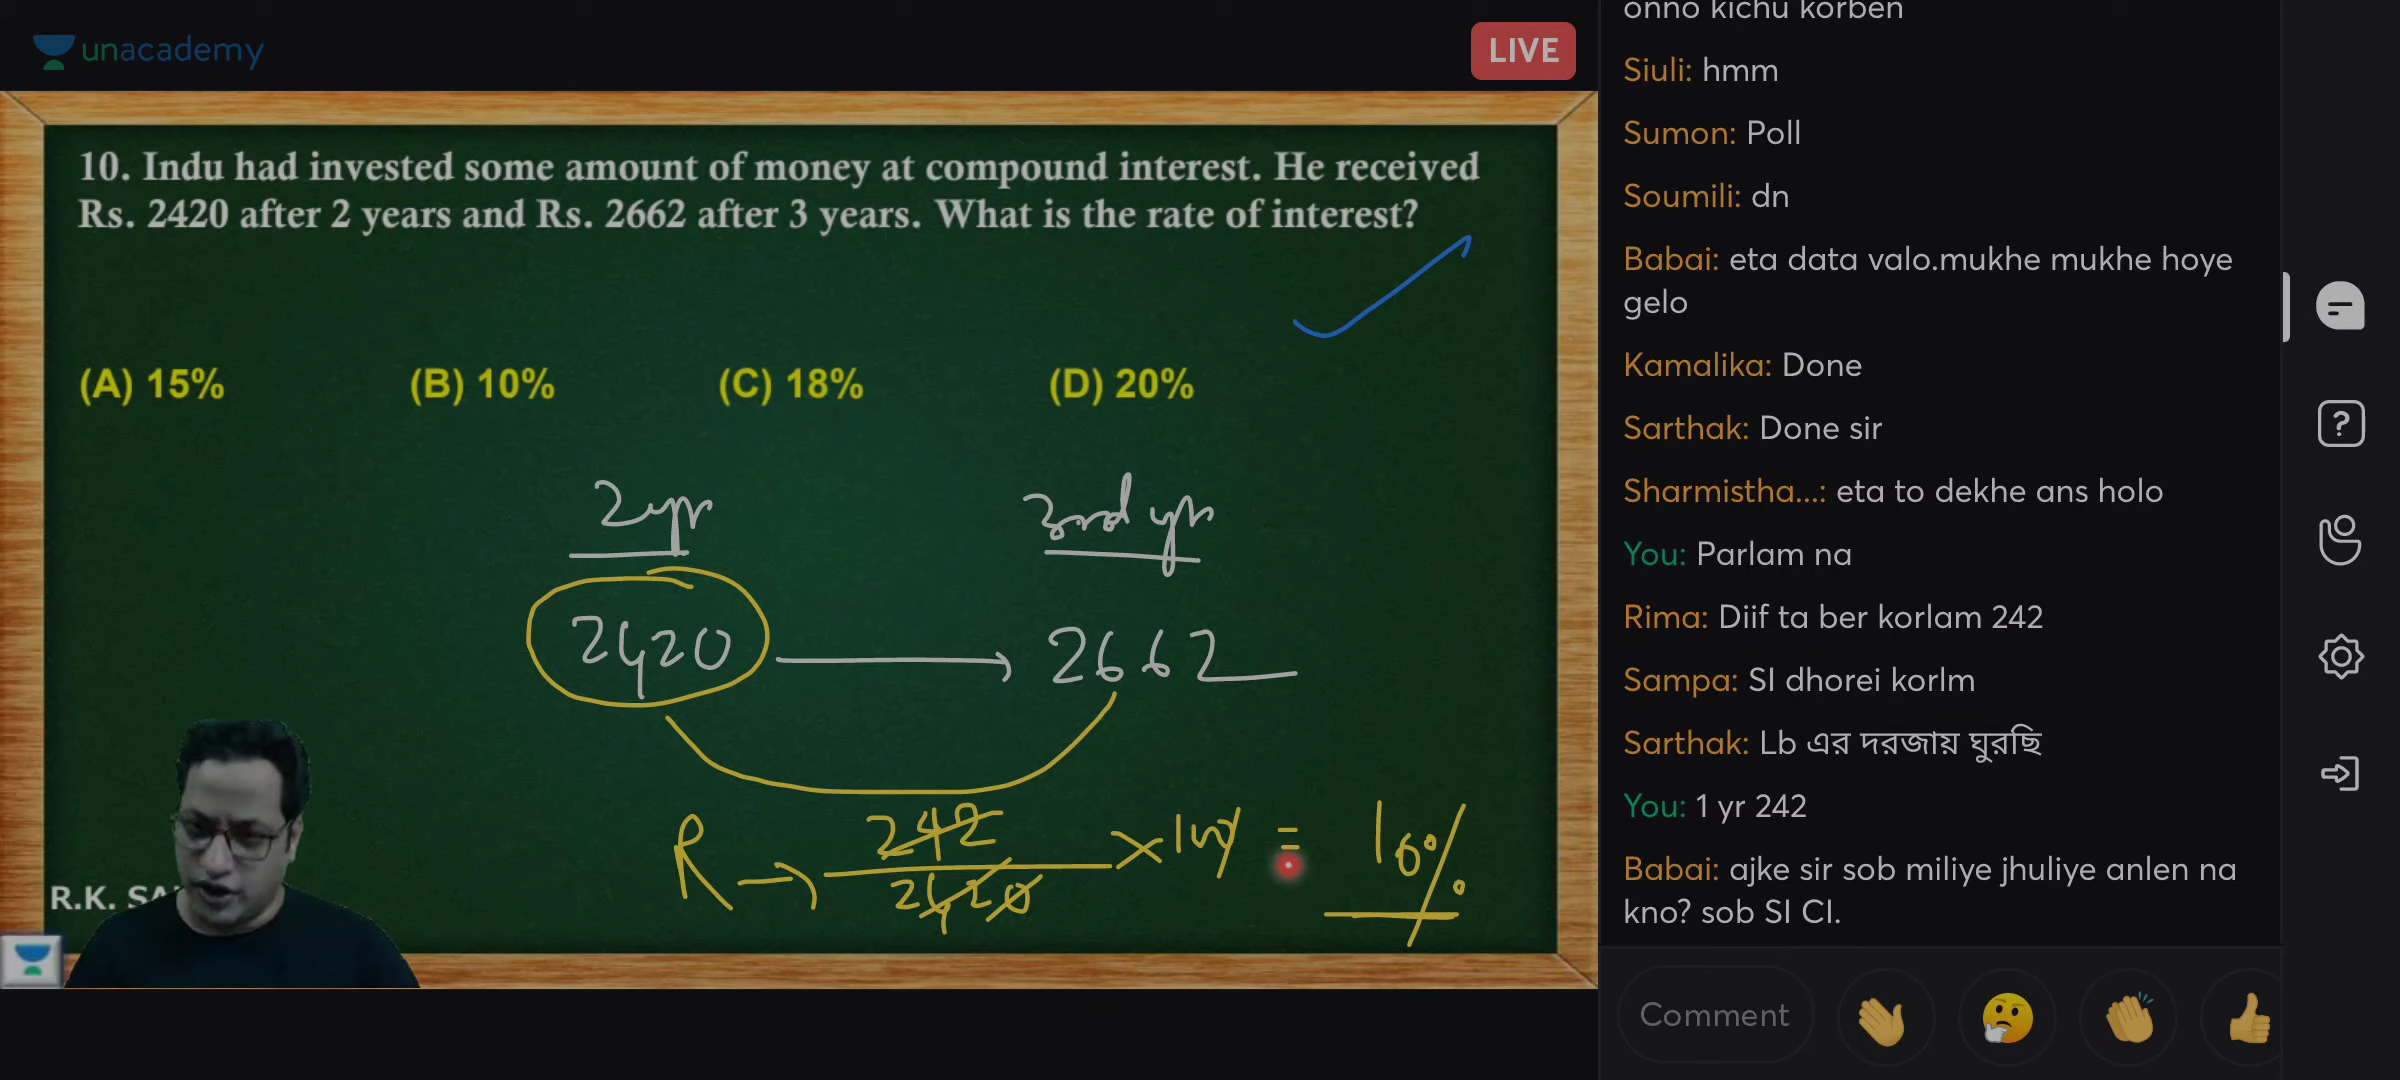 unacademy
LIVE
10. Indu had invested some amount of money at compound interest. He received
Rs. 2420 after 2 years and Rs. 2662 after 3 years. What is the rate of interest?
(A) 15% (B) 10% (C) 18% (D) 20%
2yr 3rd yr
2420 2662
R → 242 × 100 = 10%
2420
R.K.
onno kichu korben
Siuli: hmm
Sumon: Poll
Soumili: dn
Babai: eta data valo.mukhe mukhe hoye
gelo
Kamalika: Done
Sarthak: Done sir
Sharmistha...: eta to dekhe ans holo
You: Parlam na
Rima: Diif ta ber korlam 242
Sampa: SI dhorei korlm
Sarthak: Lb এর দরজায় ঘুরছি
You: 1 yr 242
Babai: ajke sir sob miliye jhuliye anlen na
kno? sob SI CI.
Comment